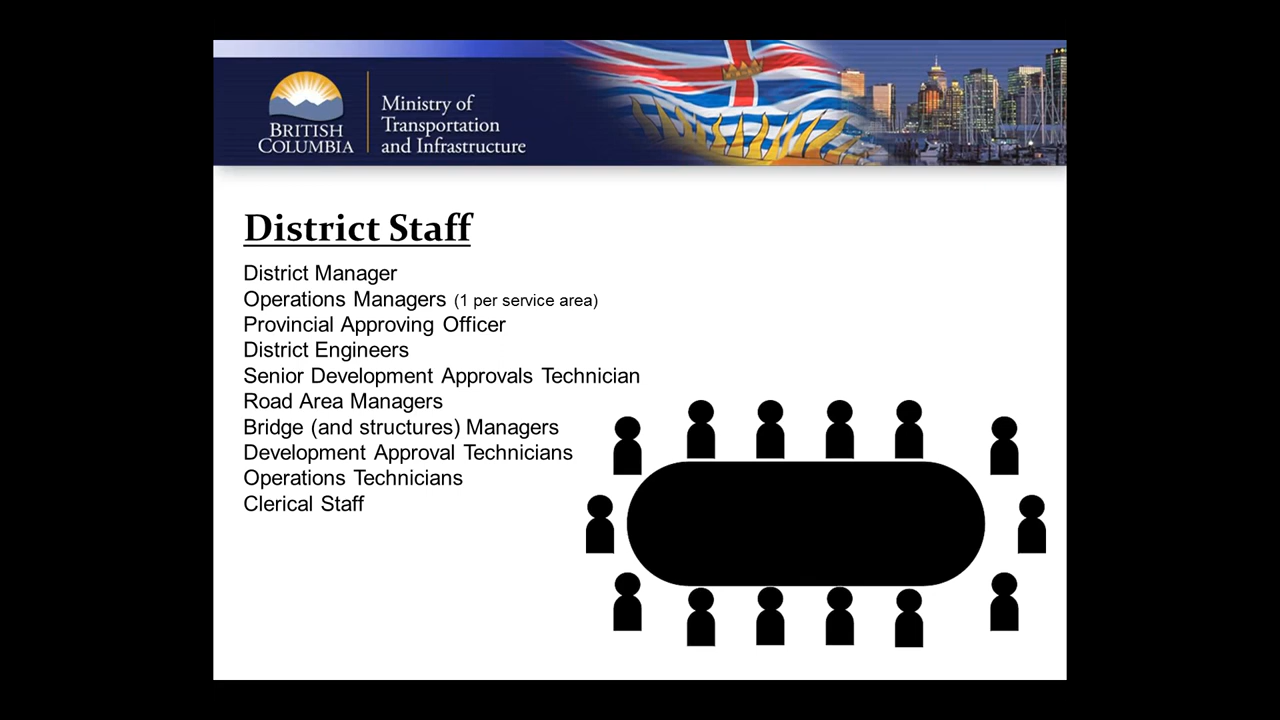 BRITISH
COLUMBIA
Ministry of
Transportation
and Infrastructure
District Staff
District Manager
Operations Managers (1 per service area)
Provincial Approving Officer
District Engineers
Senior Development Approvals Technician
Road Area Managers
Bridge (and structures) Managers
Development Approval Technicians
Operations Technicians
Clerical Staff